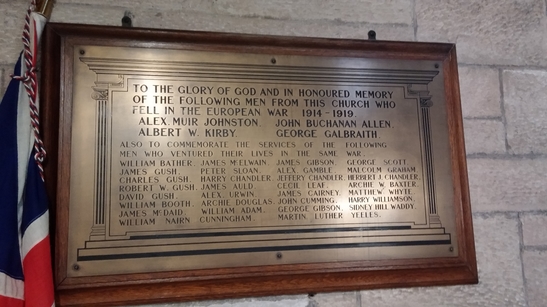 TO THE GLORY OF GOD AND IN HONOURED MEMORY
OF THE FOLLOWING MEN FROM THIS CHURCH WHO
FELL IN THE EUROPEAN WAR 1914-1919.
ALEX. MUIR JOHNSTON. JOHN BUCHANAN ALLEN.
ALBERT W. KIRBY. GEORGE GALBRAITH.
ALSO TO COMMEMORATE THE SERVICES OF THE FOLLOWING
MEN WHO VENTURED THEIR LIVES IN THE SAME WAR.
WILLIAM BATHER. JAMES McELWAIN. JAMES GIBSON. GEORGE SCOTT.
JAMES GUSH. PETER SLOAN. ALEX. GAMBLE. MALCOLM GRAHAM.
CHARLES GUSH. HARRY CHANDLER. JEFFERY CHANDLER. HERBERT J. CHANDLER.
ROBERT W. GUSH. JAMES AULD. CECIL LEAF. ARCHIE W. BAXTER.
DAVID GUSH. ALEX. URWIN. JAMES CAIRNEY. MATTHEW WHYTE.
WILLIAM BOOTH. ARCHIE DOUGLAS. JOHN CUMMING. HARRY WILLIAMSON.
JAMES McDAID. WILLIAM ADAM. GEORGE GIBSON. SIDNEY HILL WADDY.
WILLIAM NAIRN CUNNINGHAM. MARTIN LUTHER YEELES.